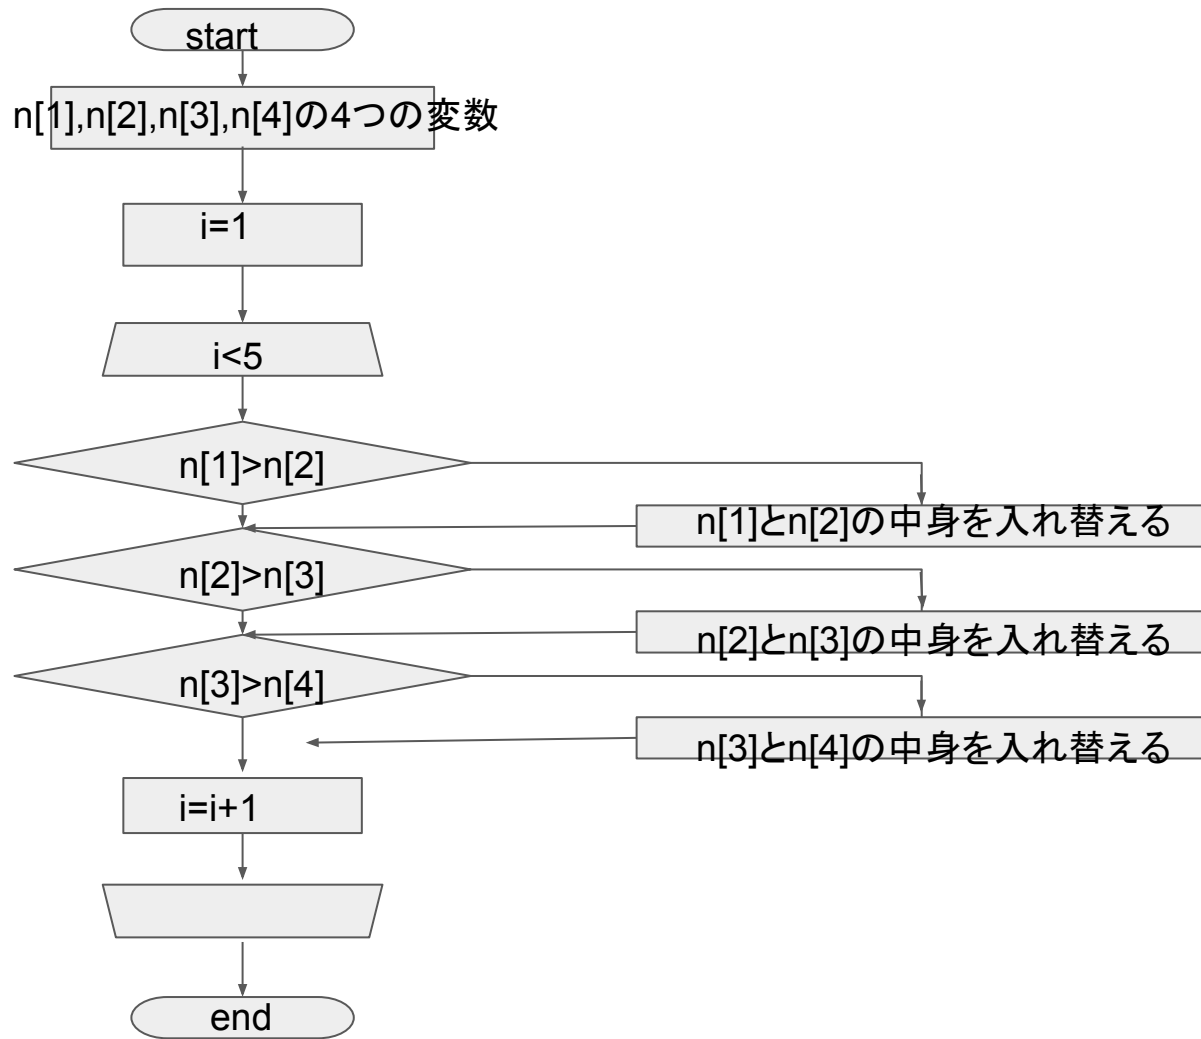 start
n[1],n[2],n[3],n[4]の4つの変数
i=1
i<5
n[1]>n[2]
n[1]とn[2]の中身を入れ替える
n[2]>n[3]
n[2]とn[3]の中身を入れ替える
n[3]>n[4]
n[3]とn[4]の中身を入れ替える
i=i+1
end